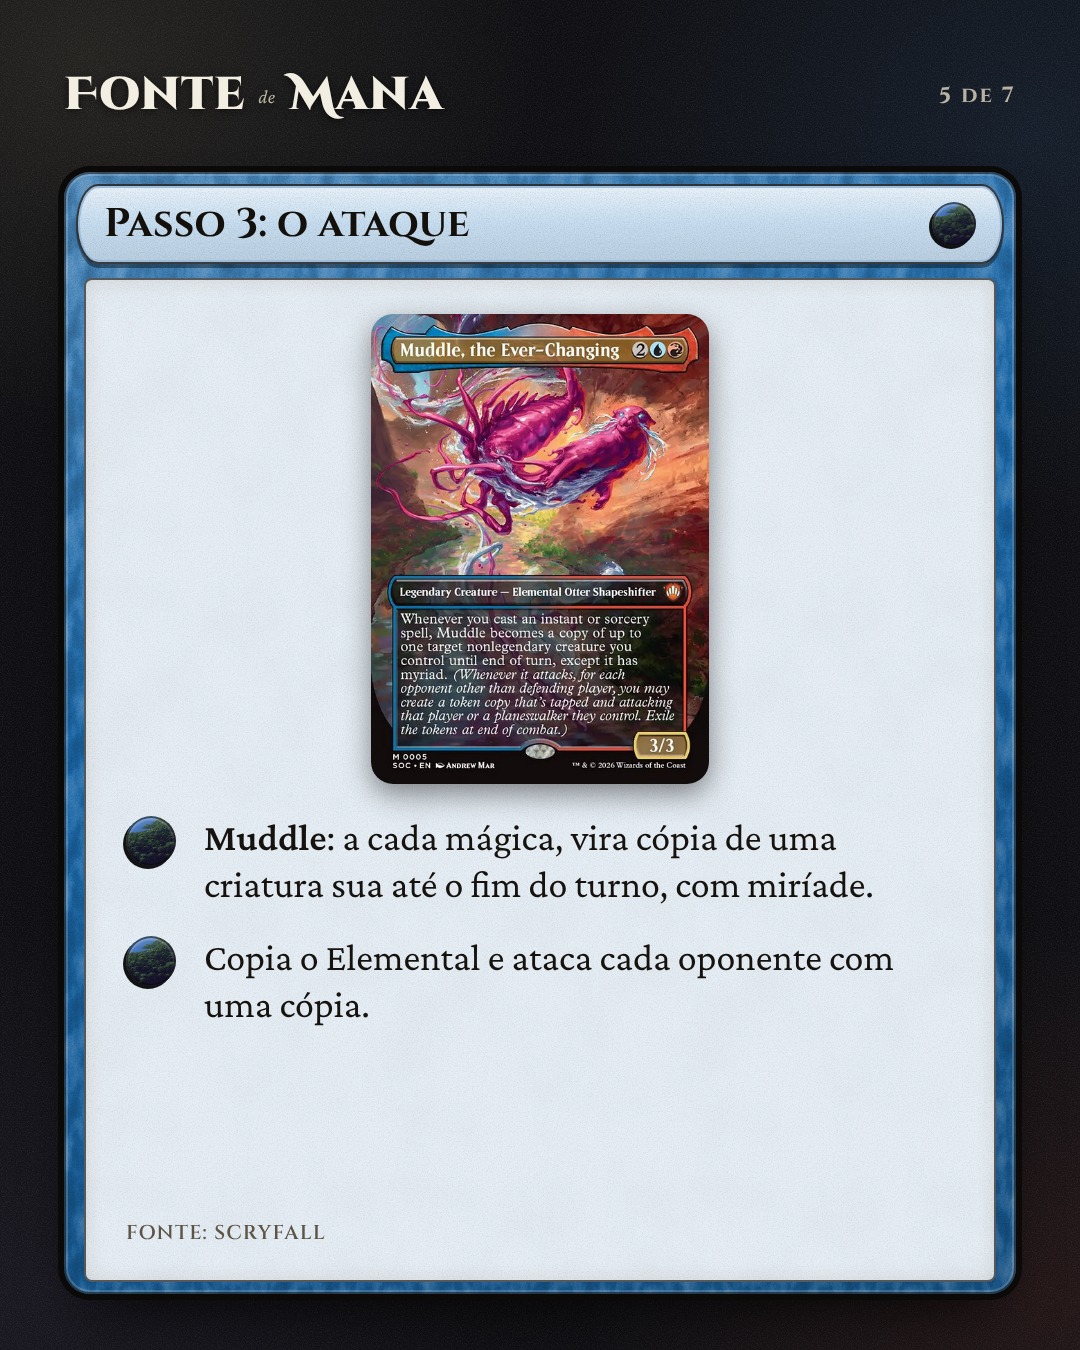 Fonte de Mana
5 de 7
Passo 3: o ataque
Muddle, the Ever-Changing 2
Legendary Creature — Elemental Otter Shapeshifter
Whenever you cast an instant or sorcery
spell, Muddle becomes a copy of up to
one target nonlegendary creature you
control until end of turn, except it has
myriad. (Whenever it attacks, for each
opponent other than defending player, you may
create a token copy that's tapped and attacking
that player or a planeswalker they control. Exile
the tokens at end of combat.)
3/3
M 0005
SOC • EN Andrew Mar
™ & © 2026 Wizards of the Coast
Muddle: a cada mágica, vira cópia de uma
criatura sua até o fim do turno, com miríade.
Copia o Elemental e ataca cada oponente com
uma cópia.
Fonte: Scryfall